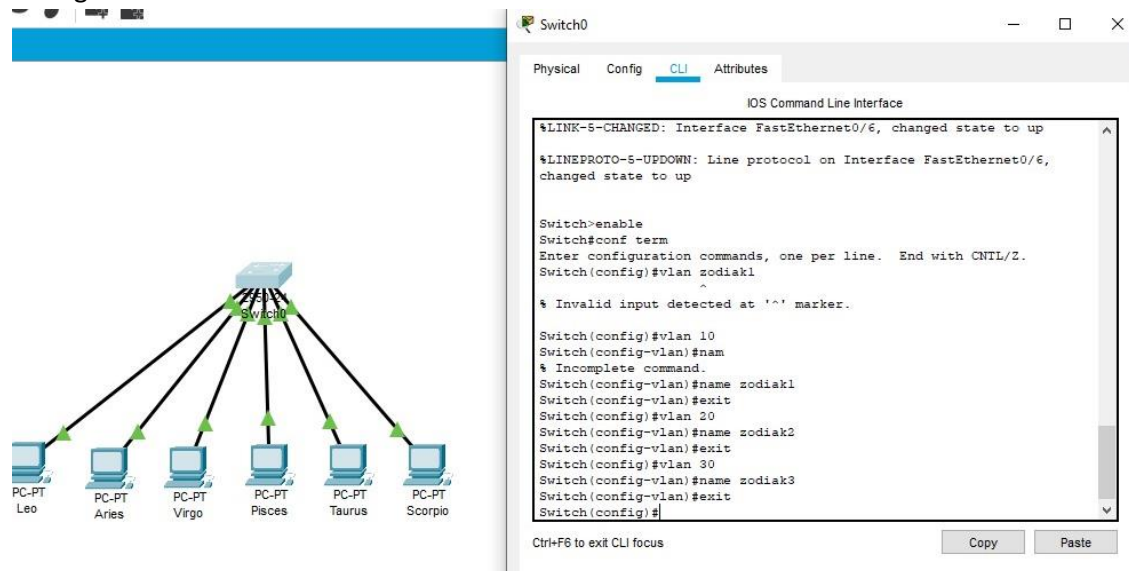 Switch0
Physical Config CLI Attributes
IOS Command Line Interface
%LINK-5-CHANGED: Interface FastEthernet0/6, changed state to up
%LINEPROTO-5-UPDOWN: Line protocol on Interface FastEthernet0/6,
changed state to up
Switch>enable
Switch#conf term
Enter configuration commands, one per line. End with CNTL/Z.
Switch(config)#vlan zodiak1
^
% Invalid input detected at '^' marker.
Switch(config)#vlan 10
Switch(config-vlan)#nam
% Incomplete command.
Switch(config-vlan)#name zodiak1
Switch(config-vlan)#exit
Switch(config)#vlan 20
Switch(config-vlan)#name zodiak2
Switch(config-vlan)#exit
Switch(config)#vlan 30
Switch(config-vlan)#name zodiak3
Switch(config-vlan)#exit
Switch(config)#
Ctrl+F6 to exit CLI focus
Copy Paste
2950-24
Switch0
PC-PT PC-PT PC-PT PC-PT PC-PT PC-PT
Leo Aries Virgo Pisces Taurus Scorpio